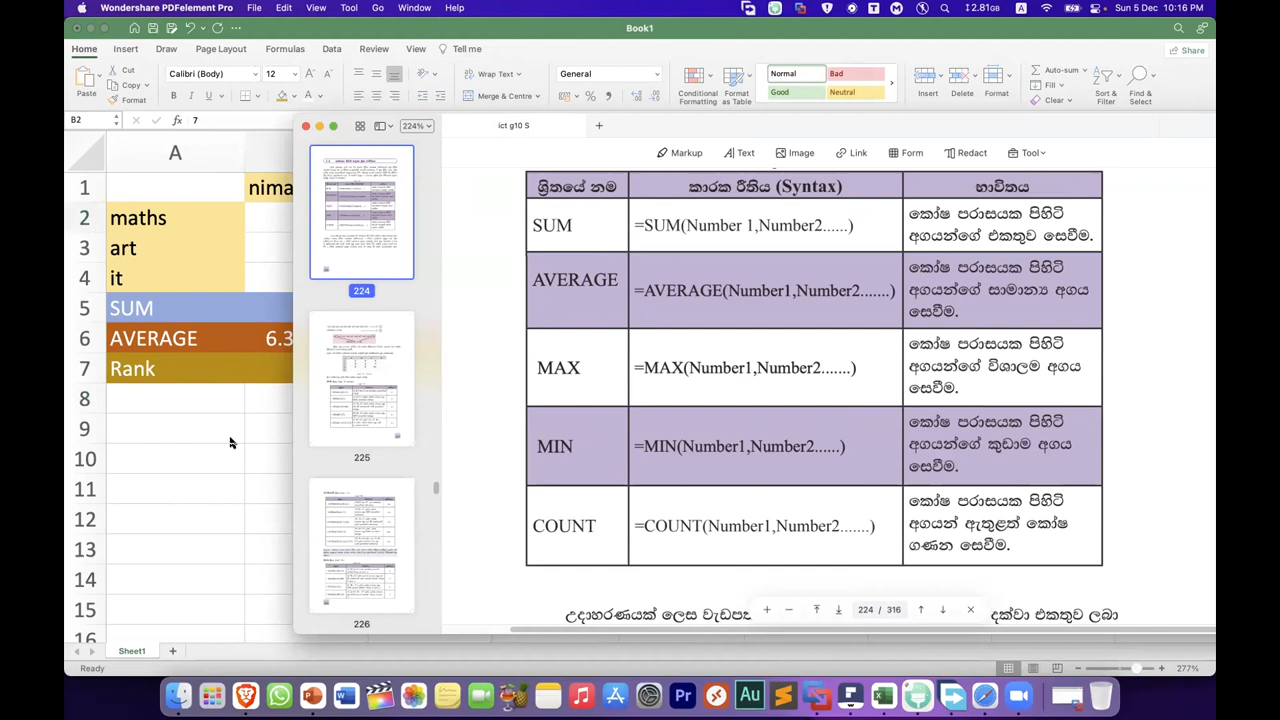 Wondershare PDFelement Pro File Edit View Tool Go Comment Window Help 2.81GB Sun 5 Dec 10:16 PM
Book1
Home Insert Draw Page Layout Formulas Data Review View Tell me Share
Cut Copy Format Paste
Calibri (Body) 12
B I U
Wrap Text
Merge & Centre
General
Conditional Formatting
Format as Table
Normal Bad
Good Neutral
Insert Delete Format
Auto-sum
Fill
Clear
Sort & Filter
Find & Select
B2 fx 7
224% ict g10 S
Markup Text Image Link Form Redact Tool
A
1 nima
2 maths
3 art
4 it
5 SUM
6 AVERAGE 6.3
7 Rank
8
9
10
11
12
13
14
15
16
224
225
226
කාරක රීතිය (Syntax) භාවිතය
SUM =SUM(Number 1,Number2......) කෝෂ පරාසයක පිහිටි
අගයන්ගේ එකතුව සෙවීම.
AVERAGE =AVERAGE(Number1,Number2.......) කෝෂ පරාසයක පිහිටි
අගයන්ගේ සාමාන්‍ය අගය
සෙවීම.
MAX =MAX(Number1,Number2......) කෝෂ පරාසයක පිහිටි
අගයන්ගේ විශාලම අගය
සෙවීම.
MIN =MIN(Number1,Number2......) කෝෂ පරාසයක පිහිටි
අගයන්ගේ කුඩාම අගය
සෙවීම.
COUNT =COUNT(Number1,Number2.......) කෝෂ පරාසයක පිහිටි
අගයන් ඇතුළත් කෝෂ
ගණන සෙවීම.
උදාහරණයක් ලෙස වැඩපත 224 / 316 දක්වා එකතුව ලබා
Sheet1
Ready 277%